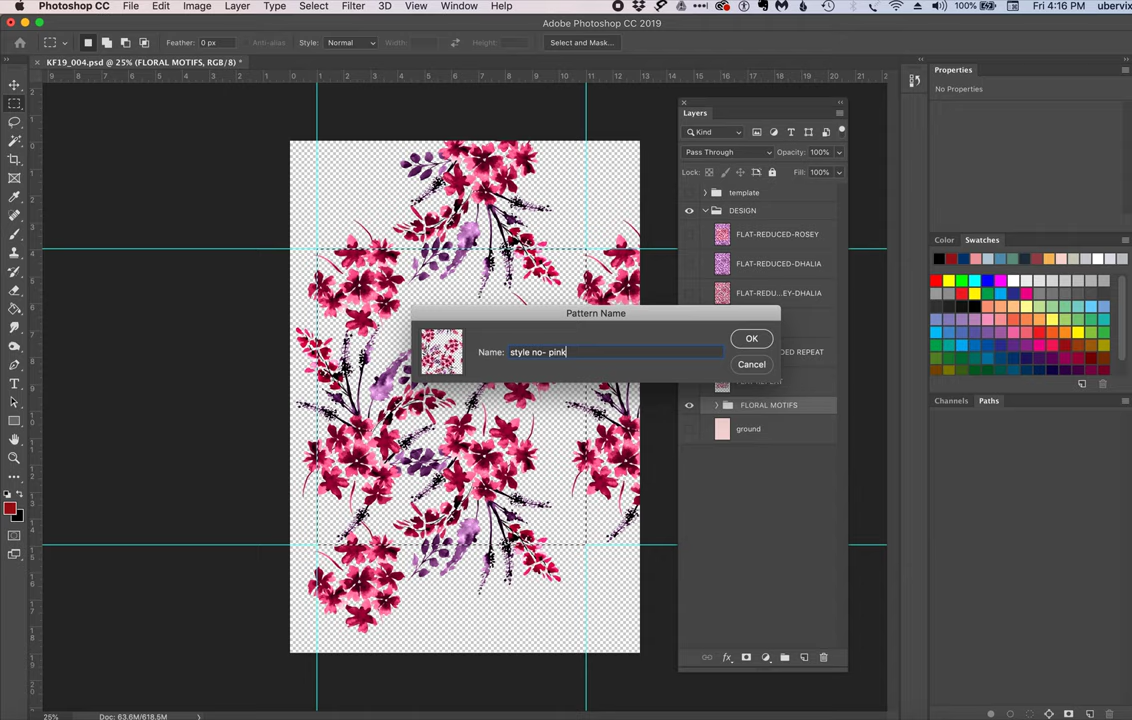 Photoshop CC File Edit Image Layer Type Select Filter 3D View Window Help 100% Fri 4:16 PM ubervix
Adobe Photoshop CC 2019
Feather: 0 px Anti-alias Style: Normal Width: Height: Select and Mask...
KF19_004.psd @ 25% (FLORAL MOTIFS, RGB/8) *
Layers
Kind
Pass Through Opacity: 100%
Lock: Fill: 100%
template
DESIGN
FLAT-REDUCED-ROSEY
FLAT-REDUCED-DHALIA
FLAT-REDU...EY-DHALIA
Pattern Name
Name: style no- pink
OK
Cancel
DED REPEAT
FLORAL MOTIFS
ground
Properties
No Properties
Color Swatches
Channels Paths
25% Doc: 63.6M/618.5M